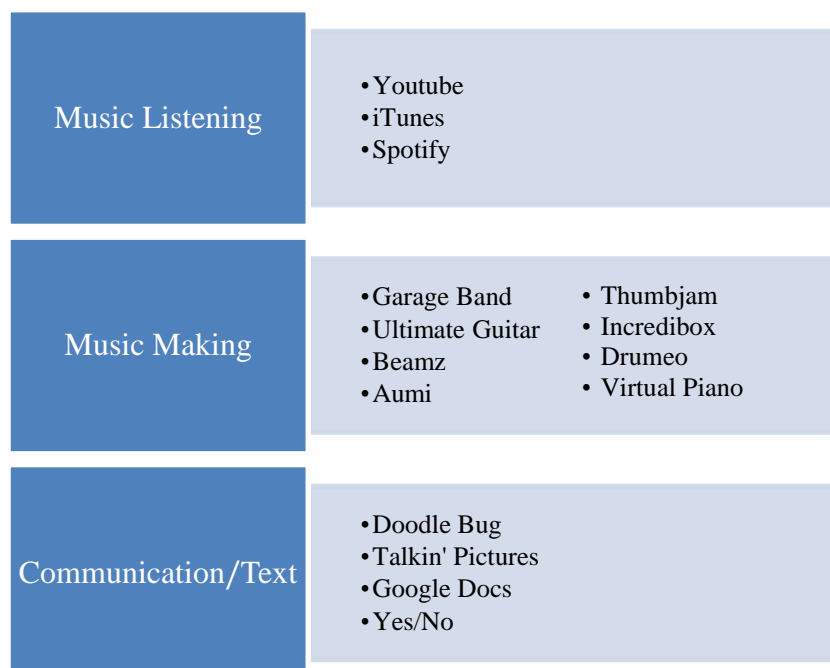 Music Listening
•Youtube
•iTunes
•Spotify
Music Making
•Garage Band
•Ultimate Guitar
•Beamz
•Aumi
• Thumbjam
• Incredibox
• Drumeo
• Virtual Piano
Communication/Text
•Doodle Bug
•Talkin' Pictures
•Google Docs
•Yes/No